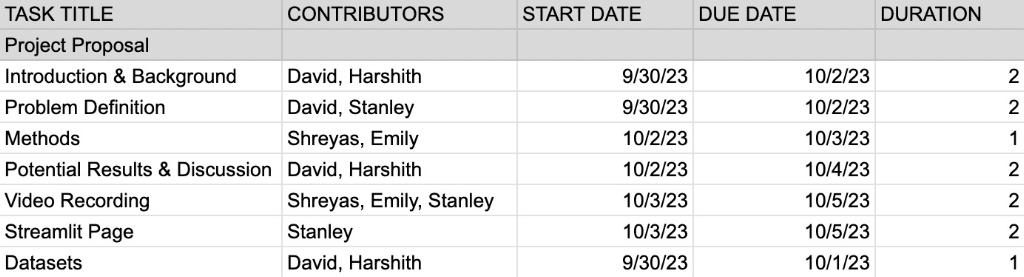 TASK TITLE CONTRIBUTORS START DATE DUE DATE DURATION
Project Proposal
Introduction & Background David, Harshith 9/30/23 10/2/23 2
Problem Definition David, Stanley 9/30/23 10/2/23 2
Methods Shreyas, Emily 10/2/23 10/3/23 1
Potential Results & Discussion David, Harshith 10/2/23 10/4/23 2
Video Recording Shreyas, Emily, Stanley 10/3/23 10/5/23 2
Streamlit Page Stanley 10/3/23 10/5/23 2
Datasets David, Harshith 9/30/23 10/1/23 1